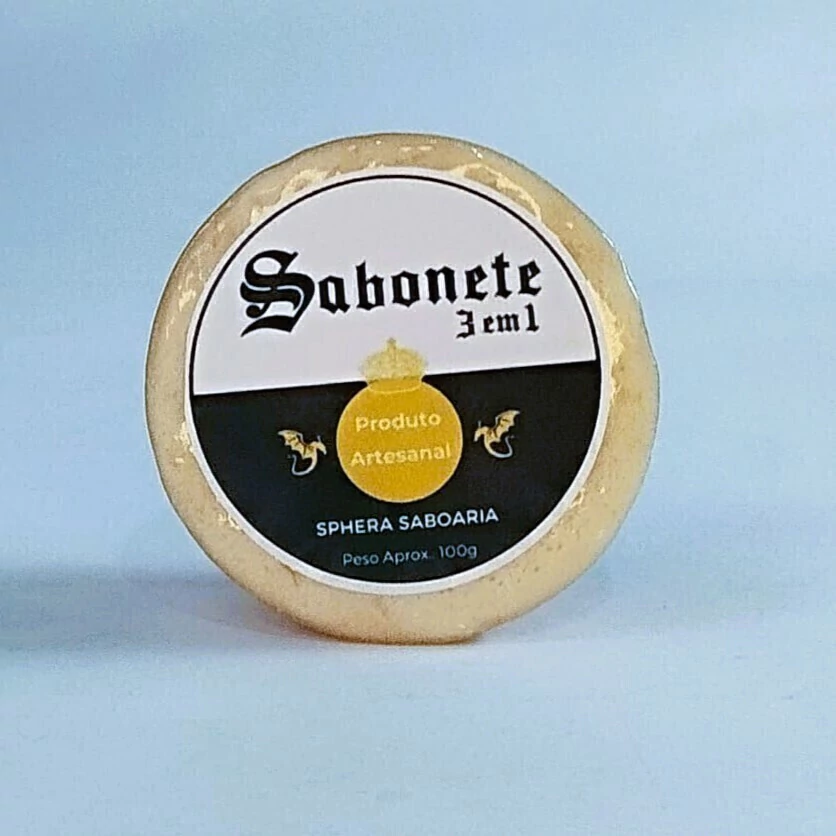 Sabonete
3 em 1
Produto
Artesanal
SPHERA SABOARIA
Peso Aprox.. 100g